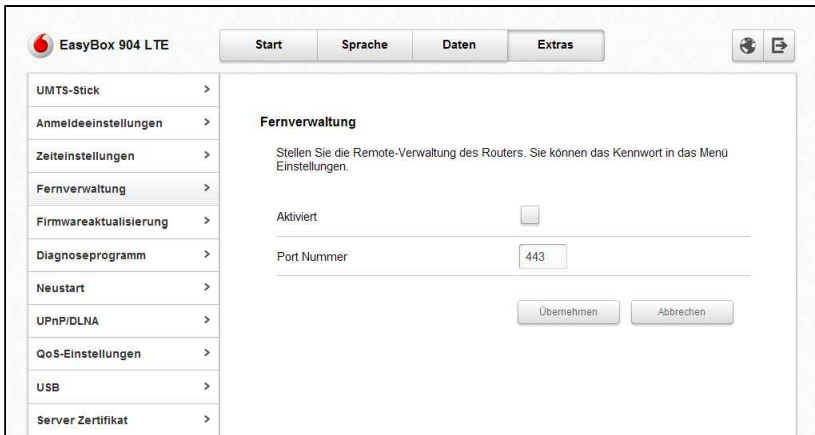 EasyBox 904 LTE
Start
Sprache
Daten
Extras
UMTS-Stick
Anmeldeeinstellungen
Zeiteinstellungen
Fernverwaltung
Firmwareaktualisierung
Diagnoseprogramm
Neustart
UPnP/DLNA
QoS-Einstellungen
USB
Server Zertifikat
Fernverwaltung
Stellen Sie die Remote-Verwaltung des Routers. Sie können das Kennwort in das Menü
Einstellungen.
Aktiviert
Port Nummer
443
Übernehmen
Abbrechen